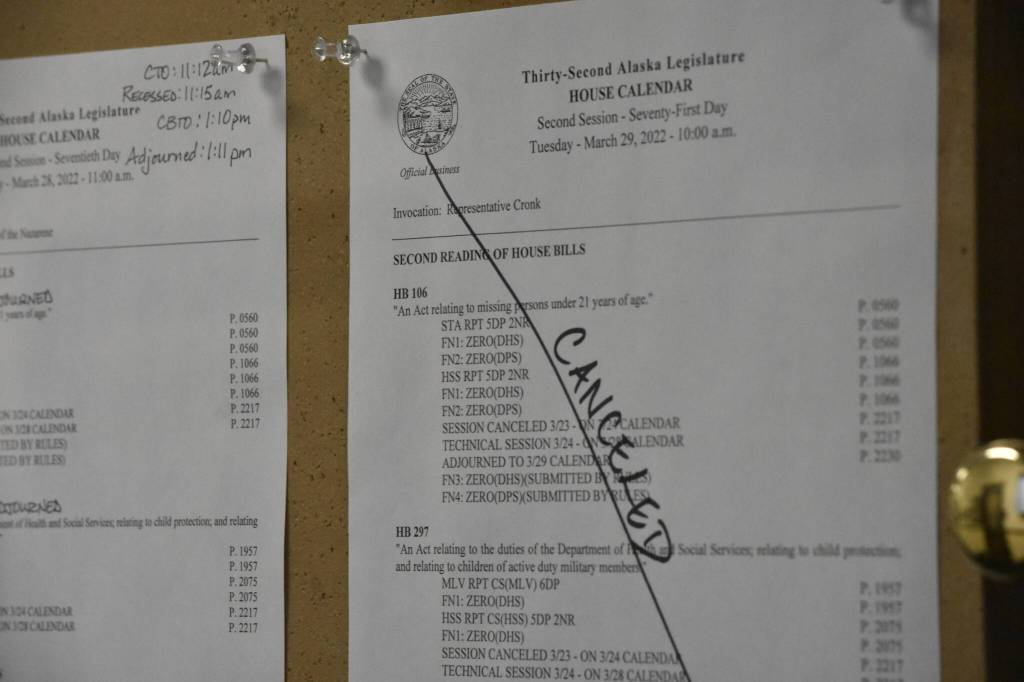 CTO: 11:12am
RECESSED: 11:15am
Second Alaska Legislature
CBTO: 1:10pm
HOUSE CALENDAR
Session - Seventieth Day Adjourned: 1:11pm
- March 28, 2022 - 11:00 a.m.
of the Nazarene
years of age."
P. 0560
P. 0560
P. 0560
P. 1066
P. 1066
P. 1066
ON 3/24 CALENDAR P. 2217
ON 3/28 CALENDAR P. 2217
BY RULES)
BY RULES)
of Health and Social Services; relating to child protection; and relating
P. 1957
P. 1957
P. 2075
P. 2075
3/24 CALENDAR P. 2217
3/28 CALENDAR P. 2217
THE SEAL OF THE STATE OF ALASKA
Official Business
Thirty-Second Alaska Legislature
HOUSE CALENDAR
Second Session - Seventy-First Day
Tuesday - March 29, 2022 - 10:00 a.m.
Invocation: Representative Cronk
SECOND READING OF HOUSE BILLS
HB 106
"An Act relating to missing persons under 21 years of age." P. 0560
STA RPT 5DP 2NR P. 0560
FN1: ZERO(DHS) P. 0560
FN2: ZERO(DPS) P. 1066
HSS RPT 5DP 2NR P. 1066
FN1: ZERO(DHS) P. 1066
FN2: ZERO(DPS) P. 2217
SESSION CANCELED 3/23 - ON 3/24 CALENDAR P. 2217
TECHNICAL SESSION 3/24 - ON 3/28 CALENDAR P. 2230
ADJOURNED TO 3/29 CALENDAR
FN3: ZERO(DHS)(SUBMITTED BY RULES)
FN4: ZERO(DPS)(SUBMITTED BY RULES)
CANCELED
HB 297
"An Act relating to the duties of the Department of Health and Social Services; relating to child protection;
and relating to children of active duty military members."
MLV RPT CS(MLV) 6DP P. 1957
FN1: ZERO(DHS) P. 1957
HSS RPT CS(HSS) 5DP 2NR P. 2075
FN1: ZERO(DHS) P. 2075
SESSION CANCELED 3/23 - ON 3/24 CALENDAR P. 2217
TECHNICAL SESSION 3/24 - ON 3/28 CALENDAR